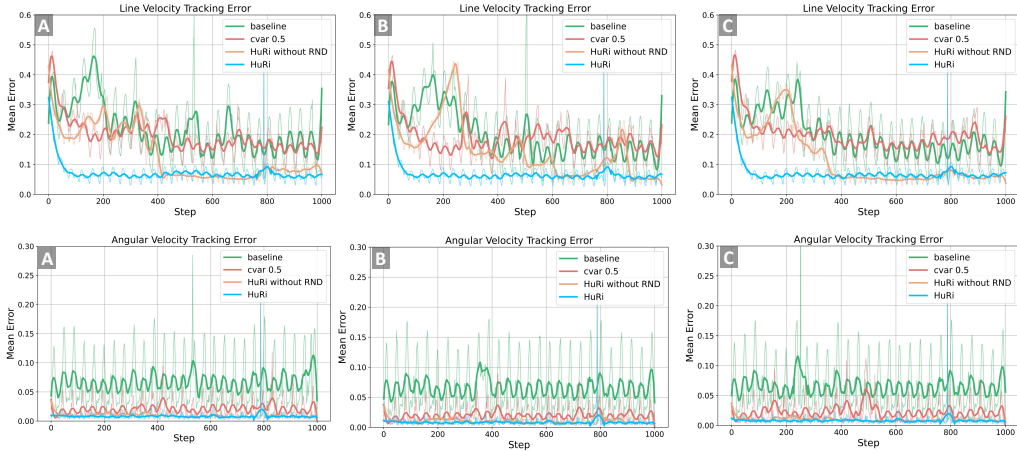 Line Velocity Tracking Error
A
baseline
cvar 0.5
HuRi without RND
HuRi
Mean Error
0.6
0.5
0.4
0.3
0.2
0.1
0.0
0 200 400 600 800 1000
Step
Line Velocity Tracking Error
B
baseline
cvar 0.5
HuRi without RND
HuRi
Mean Error
0.6
0.5
0.4
0.3
0.2
0.1
0.0
0 200 400 600 800 1000
Step
Line Velocity Tracking Error
C
baseline
cvar 0.5
HuRi without RND
HuRi
Mean Error
0.6
0.5
0.4
0.3
0.2
0.1
0.0
0 200 400 600 800 1000
Step
Angular Velocity Tracking Error
A
baseline
cvar 0.5
HuRi without RND
HuRi
Mean Error
0.30
0.25
0.20
0.15
0.10
0.05
0.00
0 200 400 600 800 1000
Step
Angular Velocity Tracking Error
B
baseline
cvar 0.5
HuRi without RND
HuRi
Mean Error
0.30
0.25
0.20
0.15
0.10
0.05
0.00
0 200 400 600 800 1000
Step
Angular Velocity Tracking Error
C
baseline
cvar 0.5
HuRi without RND
HuRi
Mean Error
0.30
0.25
0.20
0.15
0.10
0.05
0.00
0 200 400 600 800 1000
Step